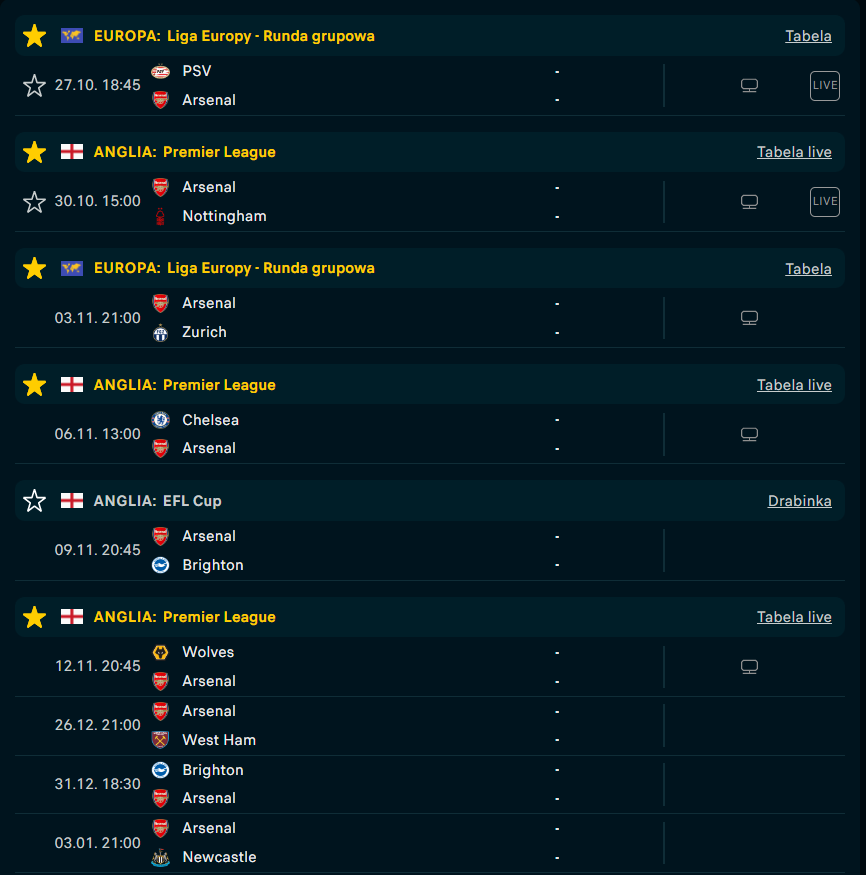 EUROPA: Liga Europy - Runda grupowa Tabela
27.10. 18:45 PSV -
Arsenal - LIVE
ANGLIA: Premier League Tabela live
30.10. 15:00 Arsenal -
Nottingham - LIVE
EUROPA: Liga Europy - Runda grupowa Tabela
03.11. 21:00 Arsenal -
Zurich -
ANGLIA: Premier League Tabela live
06.11. 13:00 Chelsea -
Arsenal -
ANGLIA: EFL Cup Drabinka
09.11. 20:45 Arsenal -
Brighton -
ANGLIA: Premier League Tabela live
12.11. 20:45 Wolves -
Arsenal -
26.12. 21:00 Arsenal -
West Ham -
31.12. 18:30 Brighton -
Arsenal -
03.01. 21:00 Arsenal -
Newcastle -